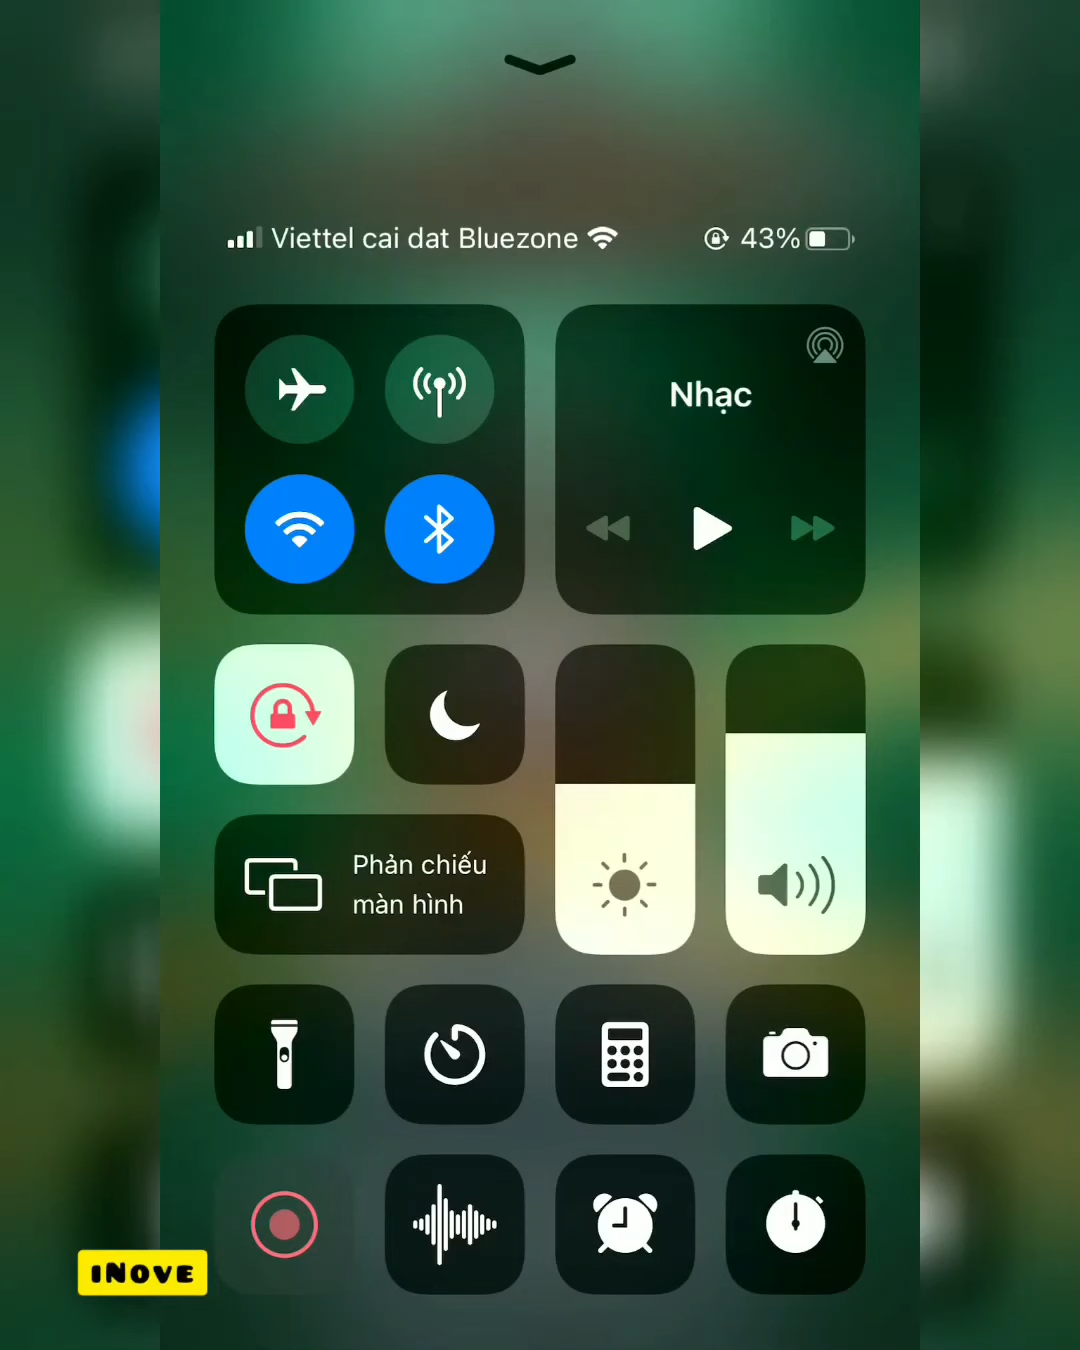 Viettel cai dat Bluezone 43%
Nhạc
Phản chiếu
màn hình
iNOVE